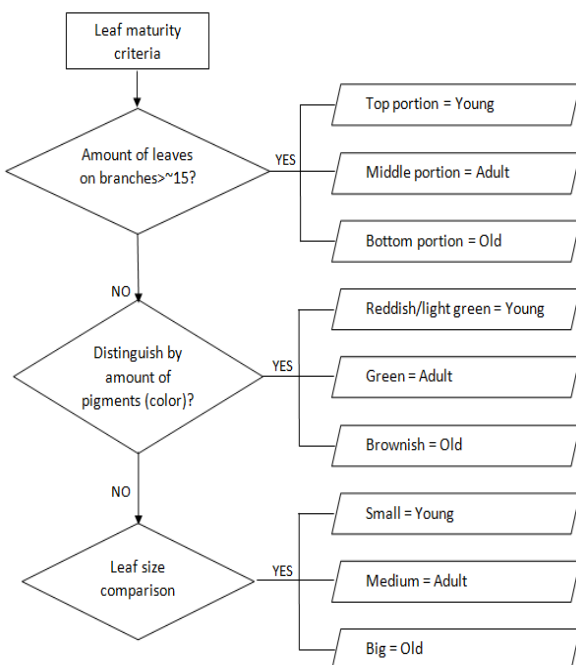 Leaf maturity
criteria
Amount of leaves
on branches>~15?
YES
Top portion = Young
Middle portion = Adult
Bottom portion = Old
NO
Distinguish by
amount of
pigments (color)?
YES
Reddish/light green = Young
Green = Adult
Brownish = Old
NO
Leaf size
comparison
YES
Small = Young
Medium = Adult
Big = Old